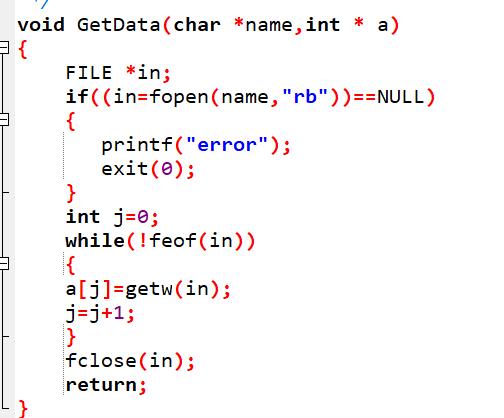 */
void GetData(char *name,int * a)
{
FILE *in;
if((in=fopen(name,"rb"))==NULL)
{
printf("error");
exit(0);
}
int j=0;
while(!feof(in))
{
a[j]=getw(in);
j=j+1;
}
fclose(in);
return;
}